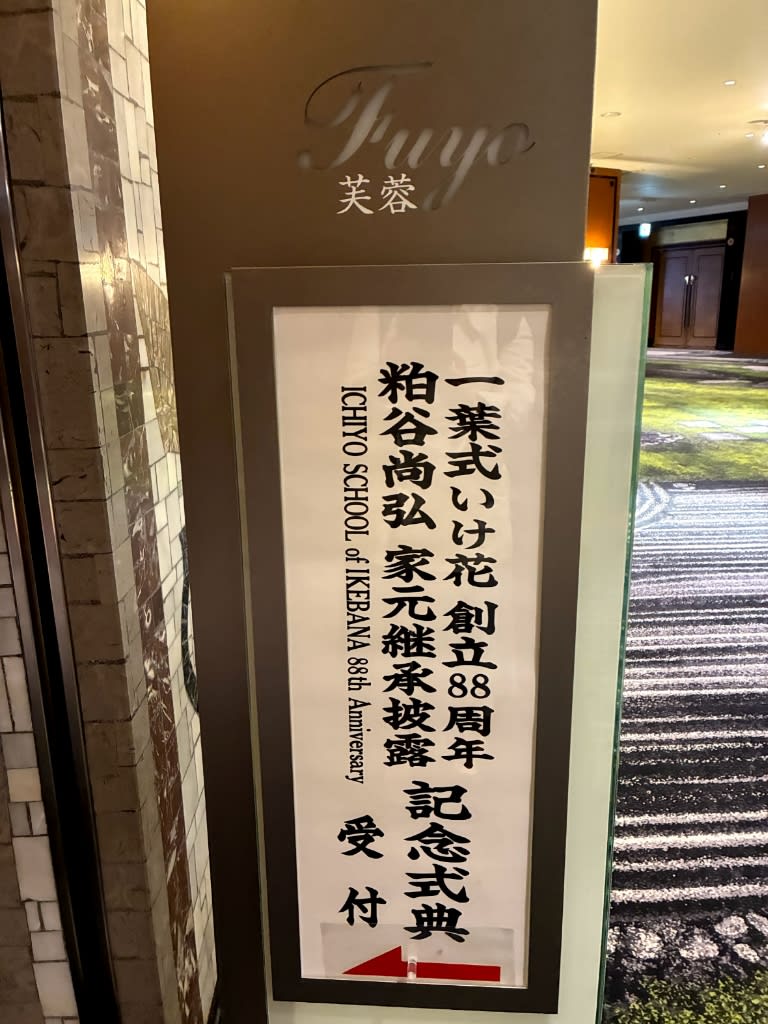 Fuyo
芙蓉
一葉式いけ花 創立88周年
粕谷尚弘 家元継承披露
記念式典
ICHIYO SCHOOL of IKEBANA 88th Anniversary
受付